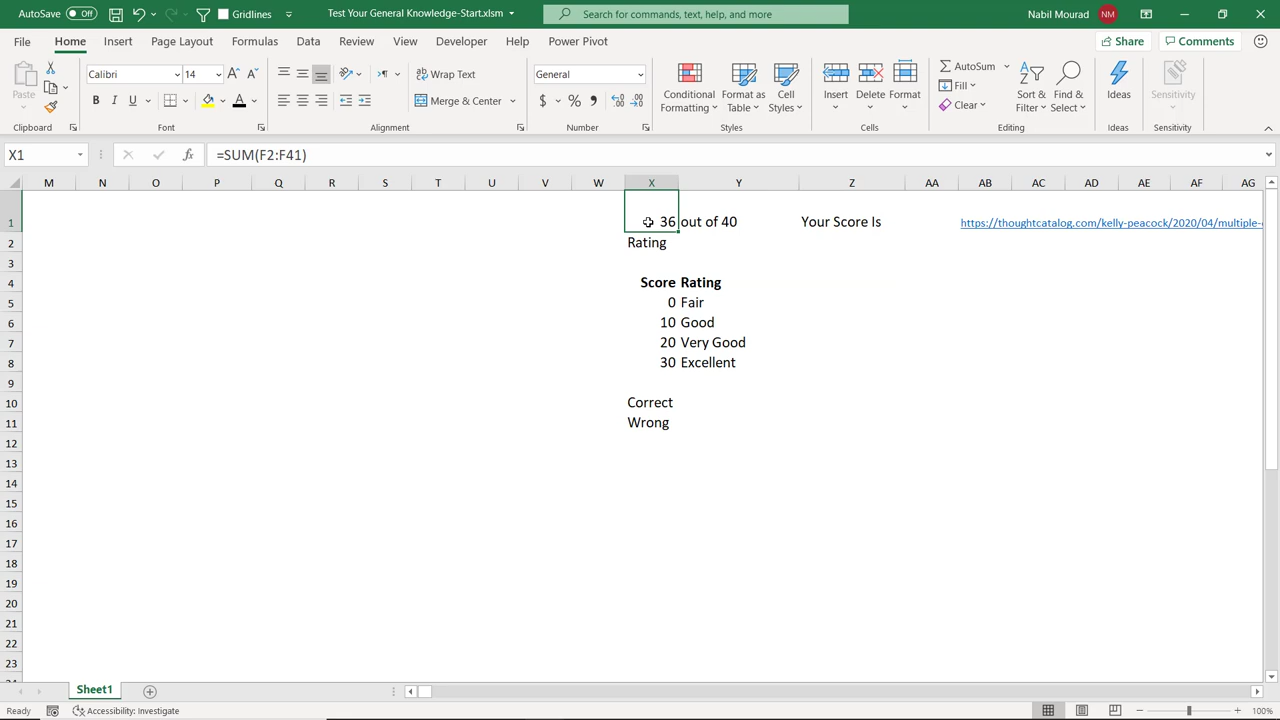 AutoSave Off Gridlines Test Your General Knowledge-Start.xlsm Search for commands, text, help, and more Nabil Mourad NM
File Home Insert Page Layout Formulas Data Review View Developer Help Power Pivot Share Comments
Paste Calibri 14 B I U Wrap Text Merge & Center General $ % Conditional Formatting Format as Table Cell Styles Insert Delete Format AutoSum Fill Clear Sort & Filter Find & Select Ideas Sensitivity
Clipboard Font Alignment Number Styles Cells Editing Ideas Sensitivity
X1 fx =SUM(F2:F41)
M N O P Q R S T U V W X Y Z AA AB AC AD AE AF AG
1 36 out of 40 Your Score Is https://thoughtcatalog.com/kelly-peacock/2020/04/multiple-
2 Rating
3
4 Score Rating
5 0 Fair
6 10 Good
7 20 Very Good
8 30 Excellent
9
10 Correct
11 Wrong
12
13
14
15
16
17
18
19
20
21
22
23
Sheet1
Ready Accessibility: Investigate 100%